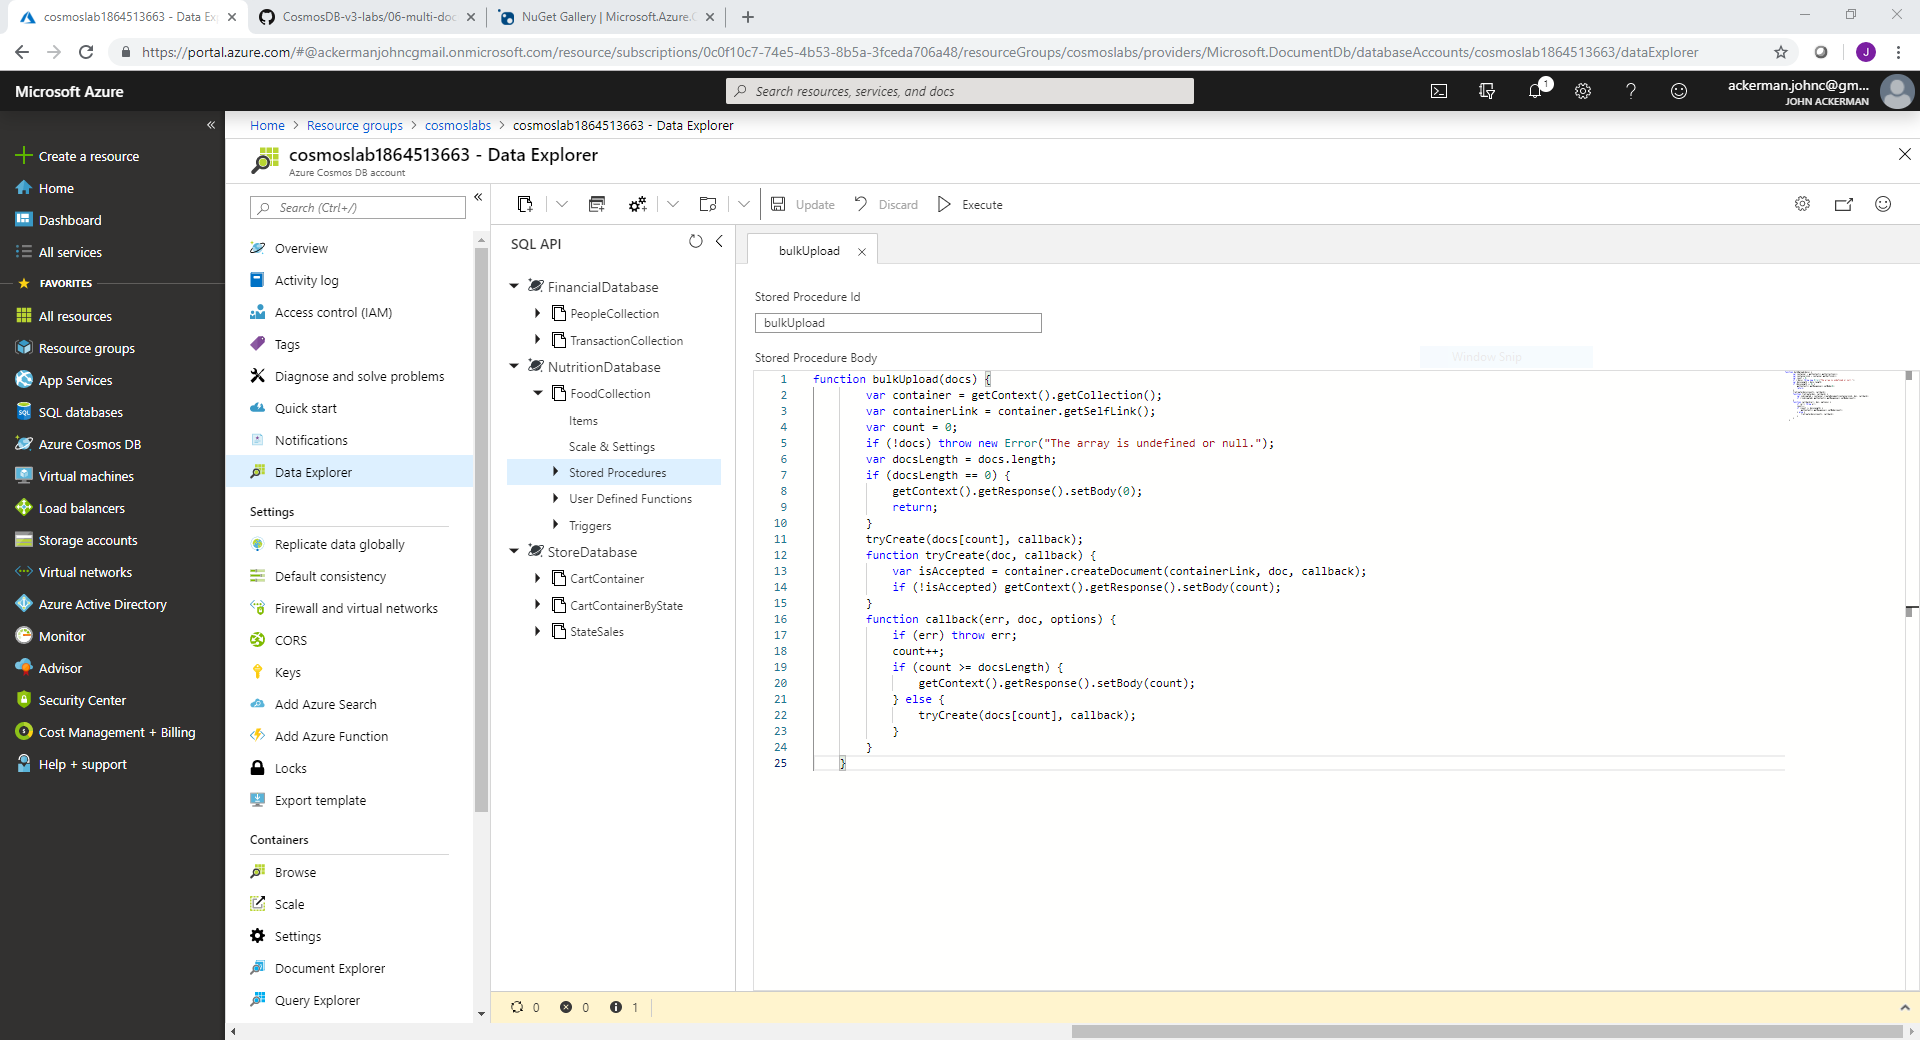 cosmoslab1864513663 - Data Ex
CosmosDB-v3-labs/06-multi-doc
NuGet Gallery | Microsoft.Azure.C
https://portal.azure.com/#@ackermanjohncgmail.onmicrosoft.com/resource/subscriptions/0c0f10c7-74e5-4b53-8b5a-3fceda706a48/resourceGroups/cosmoslabs/providers/Microsoft.DocumentDb/databaseAccounts/cosmoslab1864513663/dataExplorer
J
Microsoft Azure
Search resources, services, and docs
1
ackerman.johnc@gm...
JOHN ACKERMAN
Home > Resource groups > cosmoslabs > cosmoslab1864513663 - Data Explorer
cosmoslab1864513663 - Data Explorer
Azure Cosmos DB account
Create a resource
Home
Dashboard
All services
FAVORITES
All resources
Resource groups
App Services
SQL databases
Azure Cosmos DB
Virtual machines
Load balancers
Storage accounts
Virtual networks
Azure Active Directory
Monitor
Advisor
Security Center
Cost Management + Billing
Help + support
Search (Ctrl+/)
Overview
Activity log
Access control (IAM)
Tags
Diagnose and solve problems
Quick start
Notifications
Data Explorer
Settings
Replicate data globally
Default consistency
Firewall and virtual networks
CORS
Keys
Add Azure Search
Add Azure Function
Locks
Export template
Containers
Browse
Scale
Settings
Document Explorer
Query Explorer
Update
Discard
Execute
SQL API
FinancialDatabase
PeopleCollection
TransactionCollection
NutritionDatabase
FoodCollection
Items
Scale & Settings
Stored Procedures
User Defined Functions
Triggers
StoreDatabase
CartContainer
CartContainerByState
StateSales
bulkUpload
Stored Procedure Id
bulkUpload
Stored Procedure Body
Window Snip
1 function bulkUpload(docs) {
2 var container = getContext().getCollection();
3 var containerLink = container.getSelfLink();
4 var count = 0;
5 if (!docs) throw new Error("The array is undefined or null.");
6 var docsLength = docs.length;
7 if (docsLength == 0) {
8 getContext().getResponse().setBody(0);
9 return;
10 }
11 tryCreate(docs[count], callback);
12 function tryCreate(doc, callback) {
13 var isAccepted = container.createDocument(containerLink, doc, callback);
14 if (!isAccepted) getContext().getResponse().setBody(count);
15 }
16 function callback(err, doc, options) {
17 if (err) throw err;
18 count++;
19 if (count >= docsLength) {
20 getContext().getResponse().setBody(count);
21 } else {
22 tryCreate(docs[count], callback);
23 }
24 }
25 }
0 0 1